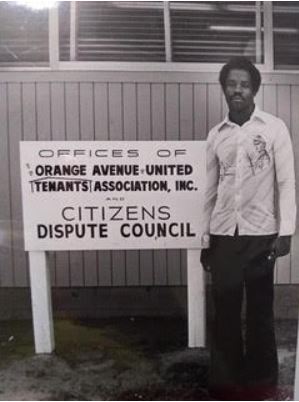 OFFICES OF
ORANGE AVENUE UNITED
TENANTS ASSOCIATION, INC.
AND
CITIZENS
DISPUTE COUNCIL